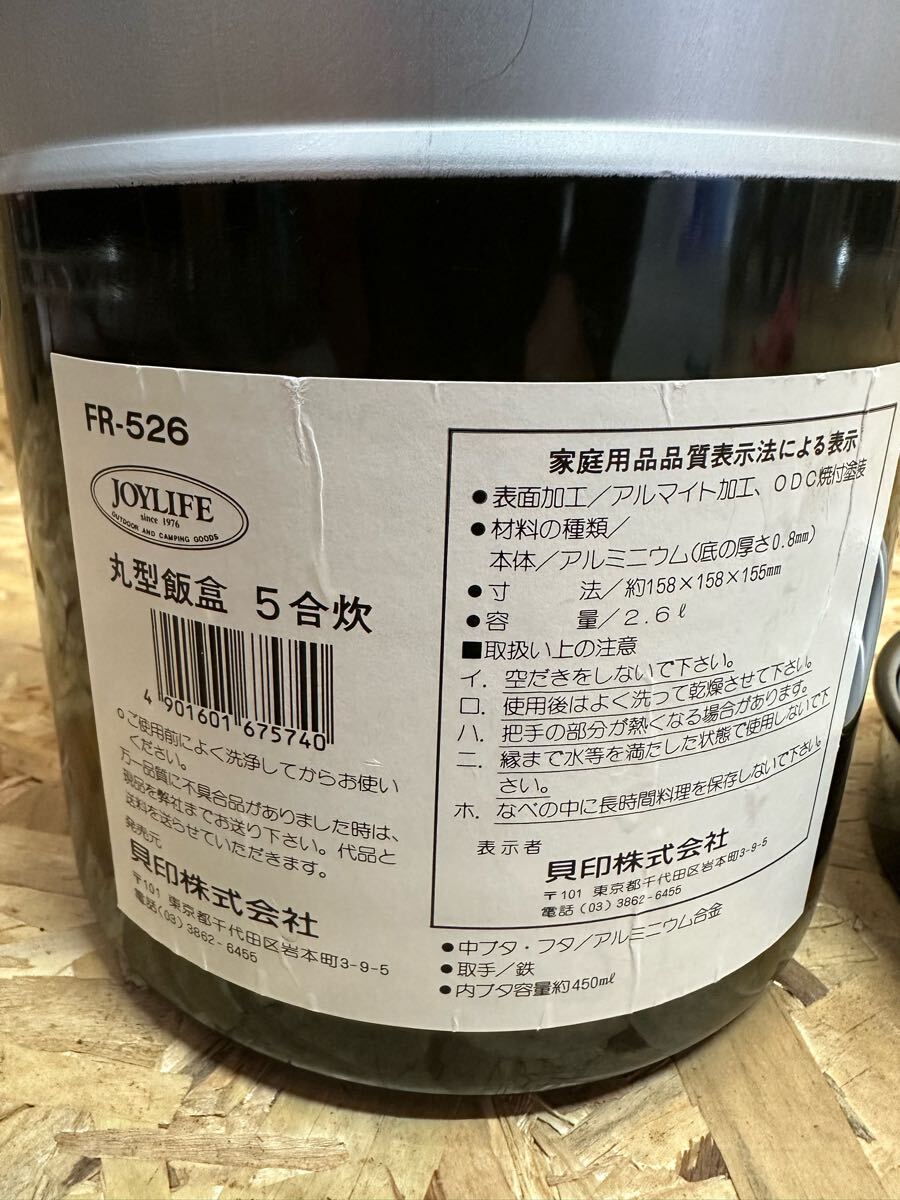 FR-526
JOYLIFE
since 1976
OUTDOOR AND CAMPING GOODS
丸型飯盒 5合炊
4 901601 675740
○ご使用前によく洗浄してからお使い
ください。
万一品質に不具合品がありました時は、
現品を弊社までお送り下さい。代品と
送料を送らせていただきます。
発売元
貝印株式会社
〒101 東京都千代田区岩本町3-9-5
電話(03)3862-6455
家庭用品品質表示法による表示
●表面加工/アルマイト加工、ODC焼付塗装
●材料の種類/
本体/アルミニウム(底の厚さ0.8mm)
●寸 法/約158×158×155mm
●容 量/2.6ℓ
■取扱い上の注意
イ. 空だきをしないで下さい。
ロ. 使用後はよく洗って乾燥させて下さい。
ハ. 把手の部分が熱くなる場合があります。
ニ. 縁まで水等を満たした状態で使用しないで下
さい。
ホ. なべの中に長時間料理を保存しないで下さい。
表示者
貝印株式会社
〒101 東京都千代田区岩本町3-9-5
電話(03)3862-6455
●中ブタ・フタ/アルミニウム合金
●取手/鉄
●内ブタ容量約450㎖